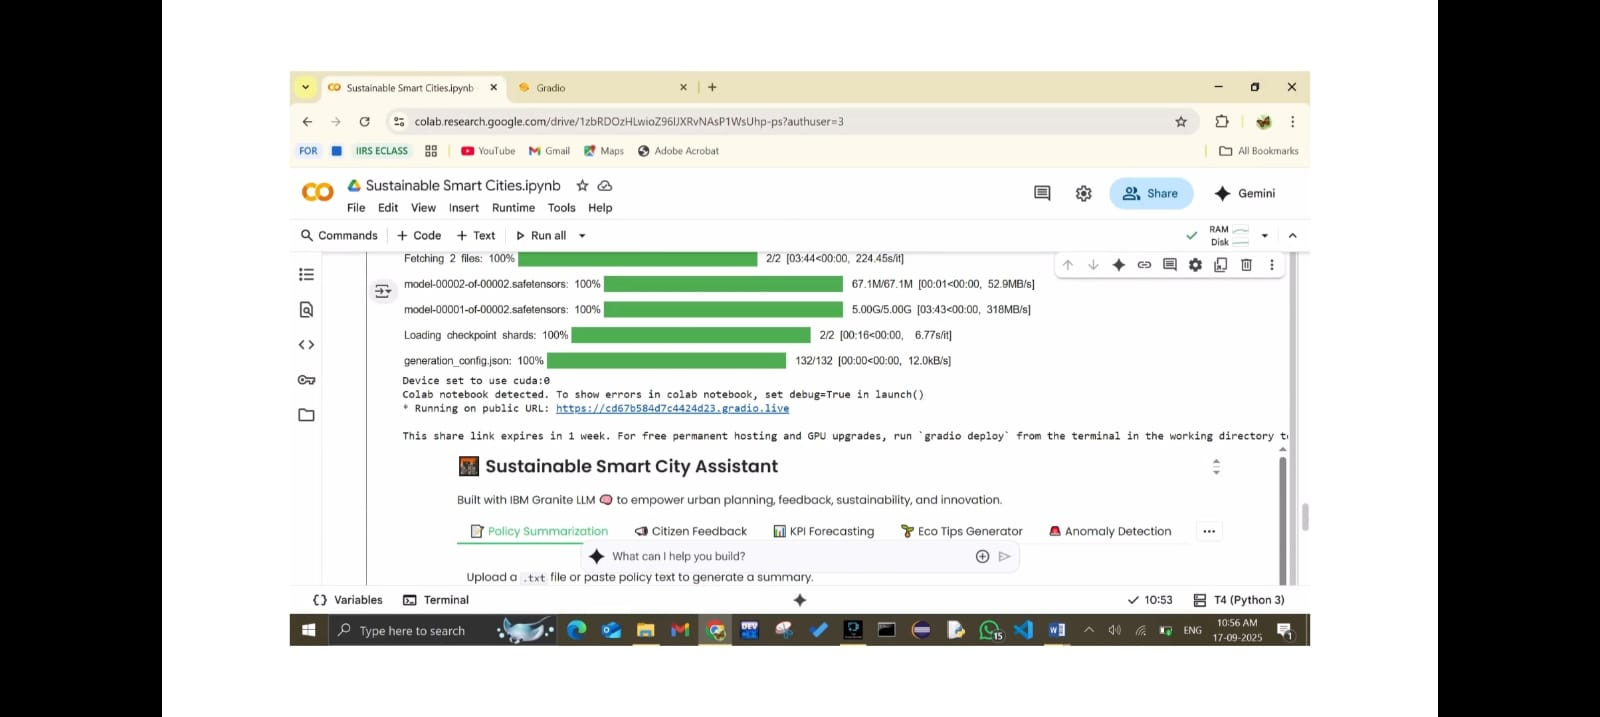 Sustainable Smart Cities.ipynb
Gradio
colab.research.google.com/drive/1zbRDOzHLwioZ96IJXRvNAsP1WsUhp-ps?authuser=3
FOR
IIRS ECLASS
YouTube
Gmail
Maps
Adobe Acrobat
All Bookmarks
Sustainable Smart Cities.ipynb
File Edit View Insert Runtime Tools Help
Share
Gemini
Commands + Code + Text Run all
RAM
Disk
Fetching 2 files: 100% 2/2 [03:44<00:00, 224.45s/it]
model-00002-of-00002.safetensors: 100% 67.1M/67.1M [00:01<00:00, 52.9MB/s]
model-00001-of-00002.safetensors: 100% 5.00G/5.00G [03:43<00:00, 318MB/s]
Loading checkpoint shards: 100% 2/2 [00:16<00:00, 6.77s/it]
generation_config.json: 100% 132/132 [00:00<00:00, 12.0kB/s]
Device set to use cuda:0
Colab notebook detected. To show errors in colab notebook, set debug=True in launch()
* Running on public URL: https://cd67b584d7c4424d23.gradio.live
This share link expires in 1 week. For free permanent hosting and GPU upgrades, run `gradio deploy` from the terminal in the working directory t
Sustainable Smart City Assistant
Built with IBM Granite LLM 🧠 to empower urban planning, feedback, sustainability, and innovation.
Policy Summarization Citizen Feedback KPI Forecasting Eco Tips Generator Anomaly Detection ...
What can I help you build?
Upload a .txt file or paste policy text to generate a summary.
Variables Terminal
10:53 T4 (Python 3)
Type here to search
DEV
15
ENG
10:56 AM
17-09-2025
1